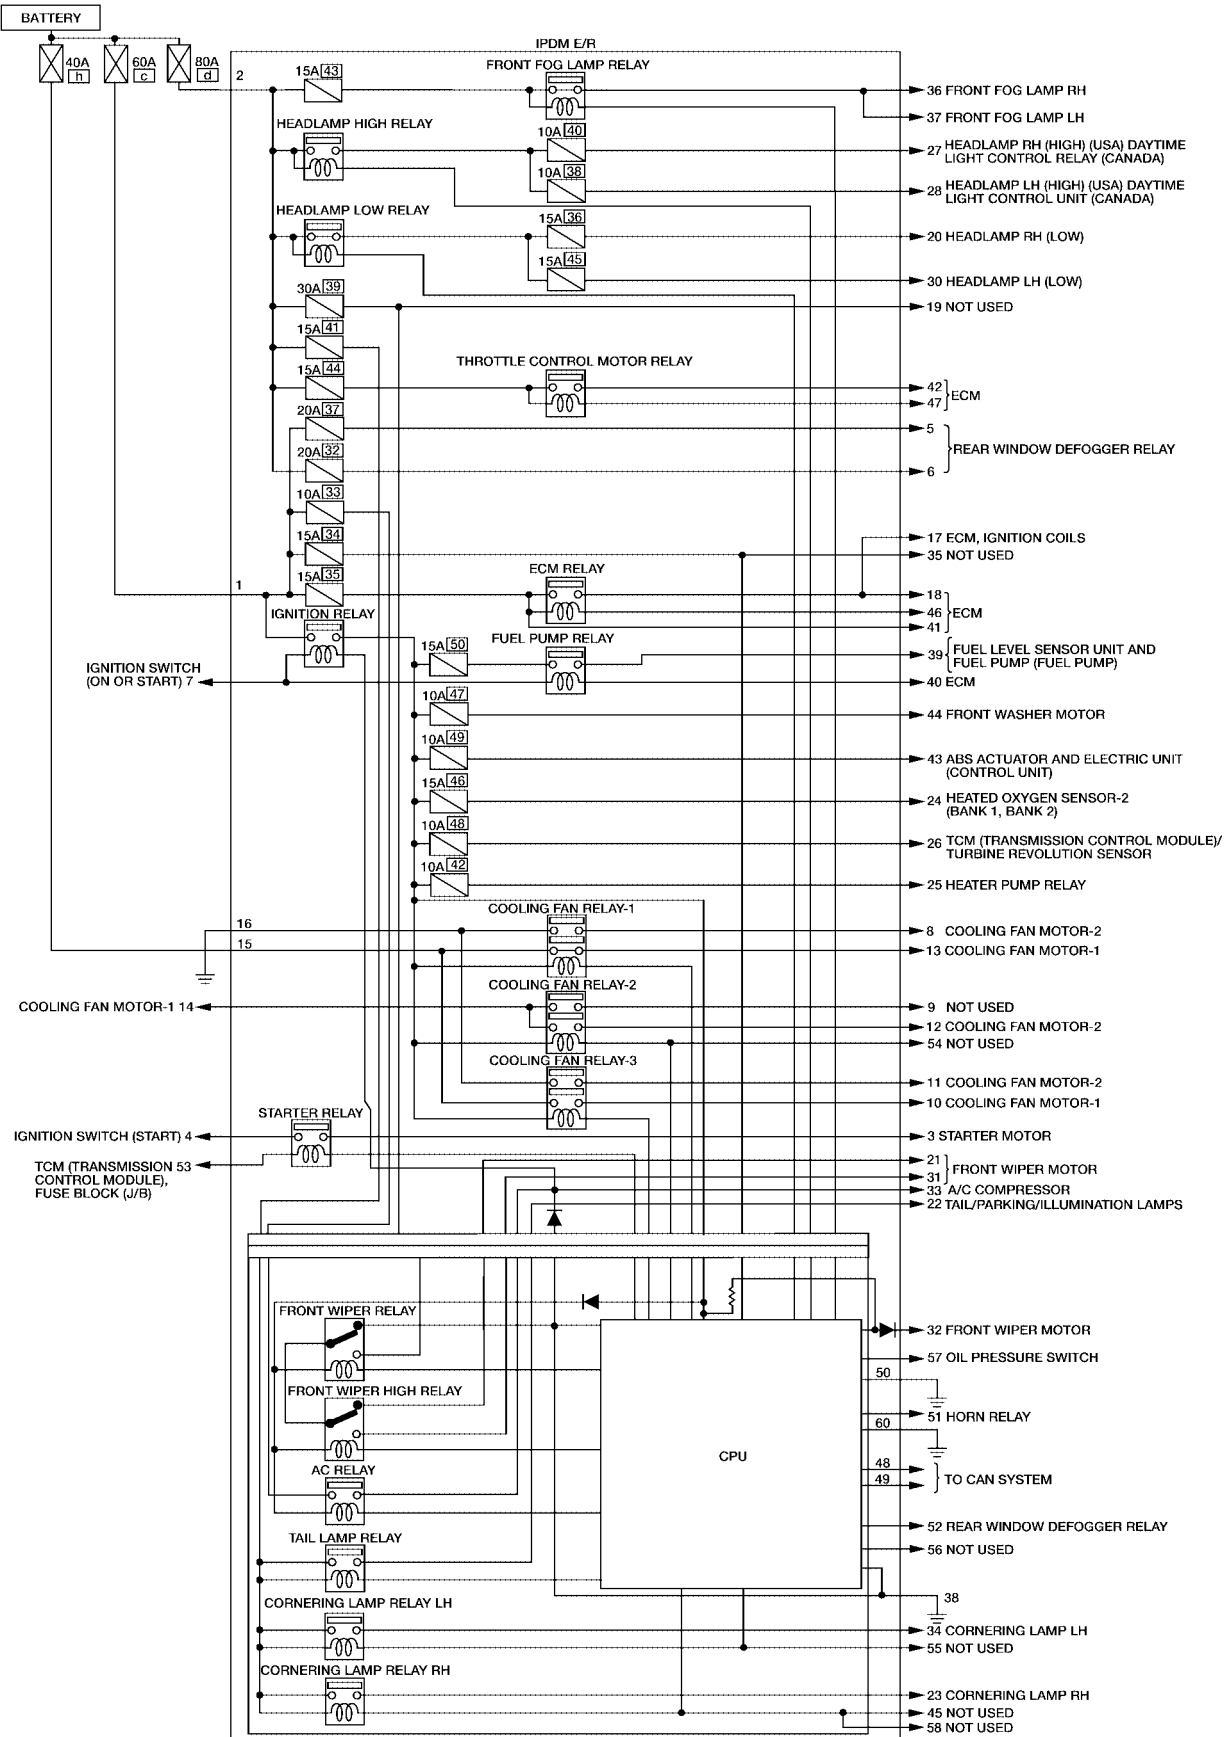 BATTERY
40A h
60A c
80A d
IPDM E/R
2
15A 43
FRONT FOG LAMP RELAY
36 FRONT FOG LAMP RH
37 FRONT FOG LAMP LH
HEADLAMP HIGH RELAY
10A 40
27 HEADLAMP RH (HIGH) (USA) DAYTIME
LIGHT CONTROL RELAY (CANADA)
10A 38
28 HEADLAMP LH (HIGH) (USA) DAYTIME
LIGHT CONTROL UNIT (CANADA)
HEADLAMP LOW RELAY
15A 36
20 HEADLAMP RH (LOW)
15A 45
30 HEADLAMP LH (LOW)
30A 39
19 NOT USED
15A 41
THROTTLE CONTROL MOTOR RELAY
15A 44
42
47
ECM
20A 37
5
REAR WINDOW DEFOGGER RELAY
20A 32
6
10A 33
15A 34
17 ECM, IGNITION COILS
35 NOT USED
1
15A 35
ECM RELAY
18
46
41
ECM
IGNITION RELAY
15A 50
FUEL PUMP RELAY
39
FUEL LEVEL SENSOR UNIT AND
FUEL PUMP (FUEL PUMP)
IGNITION SWITCH
(ON OR START) 7
40 ECM
10A 47
44 FRONT WASHER MOTOR
10A 49
43 ABS ACTUATOR AND ELECTRIC UNIT
(CONTROL UNIT)
15A 46
24 HEATED OXYGEN SENSOR-2
(BANK 1, BANK 2)
10A 48
26 TCM (TRANSMISSION CONTROL MODULE)/
TURBINE REVOLUTION SENSOR
10A 42
25 HEATER PUMP RELAY
COOLING FAN RELAY-1
16
8 COOLING FAN MOTOR-2
15
13 COOLING FAN MOTOR-1
COOLING FAN RELAY-2
COOLING FAN MOTOR-1 14
9 NOT USED
12 COOLING FAN MOTOR-2
54 NOT USED
COOLING FAN RELAY-3
11 COOLING FAN MOTOR-2
10 COOLING FAN MOTOR-1
STARTER RELAY
IGNITION SWITCH (START) 4
3 STARTER MOTOR
TCM (TRANSMISSION 53
CONTROL MODULE),
FUSE BLOCK (J/B)
21
31
FRONT WIPER MOTOR
33 A/C COMPRESSOR
22 TAIL/PARKING/ILLUMINATION LAMPS
FRONT WIPER RELAY
32 FRONT WIPER MOTOR
57 OIL PRESSURE SWITCH
50
FRONT WIPER HIGH RELAY
51 HORN RELAY
60
CPU
AC RELAY
48
49
TO CAN SYSTEM
52 REAR WINDOW DEFOGGER RELAY
TAIL LAMP RELAY
56 NOT USED
38
CORNERING LAMP RELAY LH
34 CORNERING LAMP LH
55 NOT USED
CORNERING LAMP RELAY RH
23 CORNERING LAMP RH
45 NOT USED
58 NOT USED